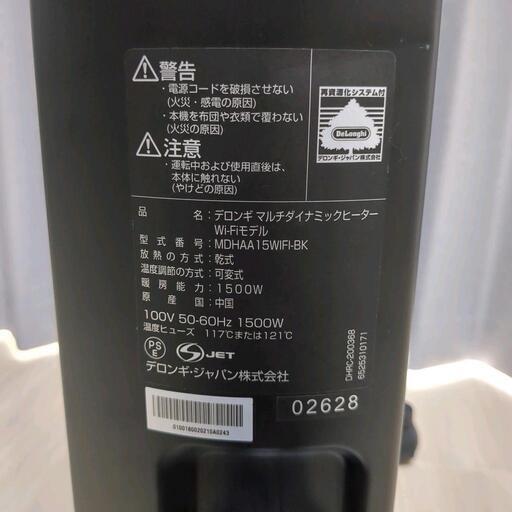 警告
・電源コードを破損させない
(火災・感電の原因)
・本機を布団や衣類で覆わない
(火災の原因)
注意
・運転中および使用直後は、
本体に触れない
(やけどの原因)
再資源化システム付
DeLonghi
デロンギ・ジャパン株式会社
品 名:デロンギ マルチダイナミックヒーター
Wi-Fiモデル
型式番号:MDHAA15WIFI-BK
放熱の方式:乾式
温度調節の方式:可変式
暖房能力:1500W
原産国:中国
100V 50-60Hz 1500W
温度ヒューズ 117℃または121℃
PS
E
S JET
デロンギ・ジャパン株式会社
DHRC-200368
6525310171
010018G020210A0243
02628